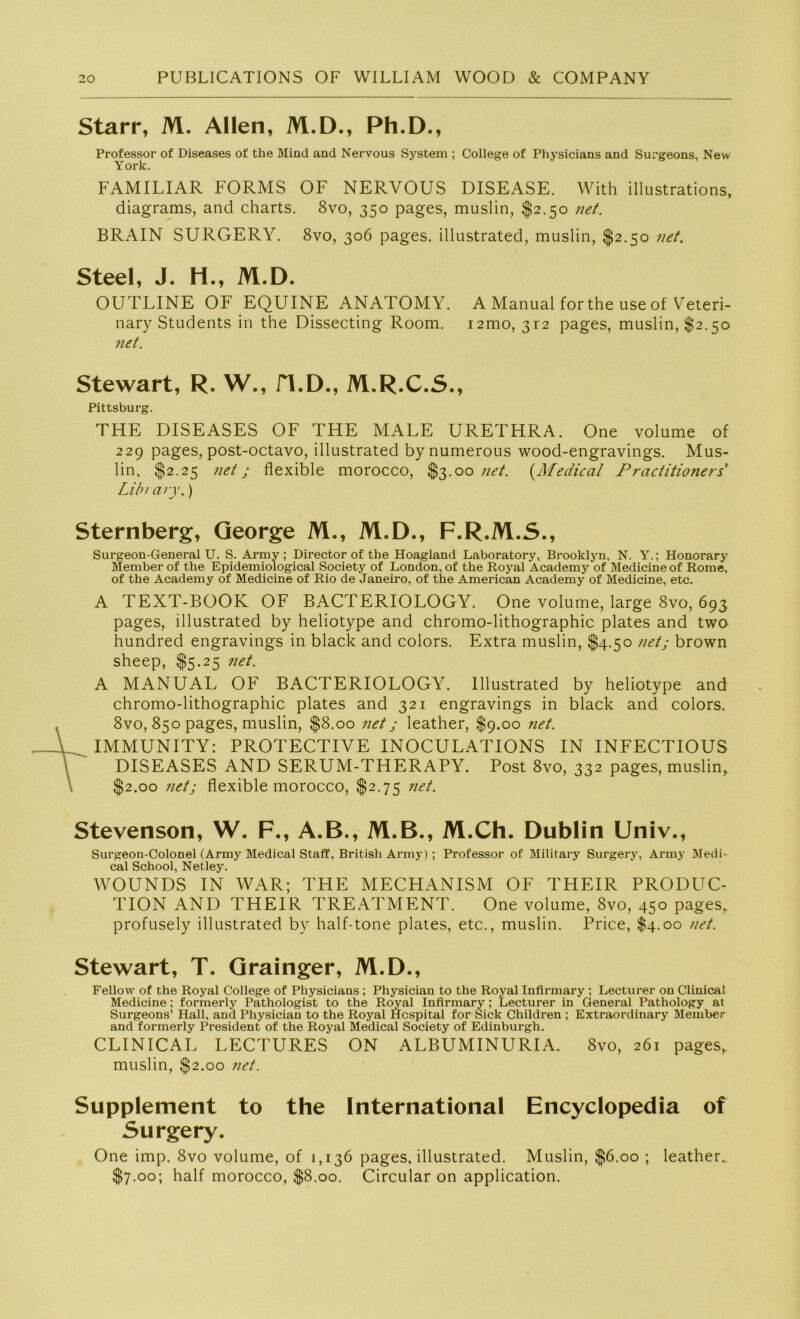 20 PUBLICATIONS OF WILLIAM WOOD & COMPANY
Starr, M. Allen, M.D., Ph.D.,
Professor of Diseases of the Mind and Nervous System ; College of Physicians and Surgeons, New
York.
FAMILIAR FORMS OF NERVOUS DISEASE. With illustrations,
diagrams, and charts. 8vo, 350 pages, muslin, $2.50 net.
BRAIN SURGERY. 8vo, 306 pages. illustrated, muslin, $2.50 net.
Steel, J. H., M.D.
OUTLINE OF EQUINE ANATOMY. A Manual for the use of Veteri-
nary Students in the Dissecting Room. 12mo, 312 pages, muslin, $2.50
net.
Stewart, R. W., M.D., M.R.C.S.,
Pittsburg.
THE DISEASES OF THE MALE URETHRA. One volume of
229 pages, post-octavo, illustrated by numerous wood-engravings. Mus-
lin, $2.25 net; flexible morocco, $3.00 net. (Medical Practitioners'
Library.)
Sternberg, George M., M.D., F.R.M.S.,
Surgeon-General U. S. Army ; Director of the Hoagland Laboratory, Brooklyn, N. Y.; Honorary
Member of the Epidemiological Society of London, of the Royal Academy of Medicine of Rome,
of the Academy of Medicine of Rio de Janeiro, of the American Academy of Medicine, etc.
A TEXT-BOOK OF BACTERIOLOGY. One volume, large 8vo, 693
pages, illustrated by heliotype and chromo-lithographic plates and two
hundred engravings in black and colors. Extra muslin, $4.50 net; brown
sheep, $5.25 net.
A MANUAL OF BACTERIOLOGY. Illustrated by heliotype and
chromo-lithographic plates and 321 engravings in black and colors.
8vo, 850 pages, muslin, $8.00 net; leather, $9.00 net.
IMMUNITY: PROTECTIVE INOCULATIONS IN INFECTIOUS
DISEASES AND SERUM-THERAPY. Post 8vo, 332 pages, muslin,
$2.00 net; flexible morocco, $2.75 net.
Stevenson, W. F., A.B., M.B., M.Ch. Dublin Univ.,
Surgeon-Colonel (Army Medical Staff, British Army) ; Professor of Military Surgery, Army Medi-
cal School, Netley.
WOUNDS IN WAR; THE MECHANISM OF THEIR PRODUC-
TION AND THEIR TREATMENT. One volume, 8vo, 450 pages,
profusely illustrated by half-tone plates, etc., muslin. Price, $4.00 net.
Stewart, T. Grainger, M.D.,
Fellow of the Royal College of Physicians ; Physician to the Royal Infirmary ; Lecturer on Clinical
Medicine ; formerly Pathologist to the Royal Infirmary ; Lecturer in General Pathology at
Surgeons' Hall, and Physician to the Royal Hospital for Sick Children ; Extraordinary Member
and formerly President of the Royal Medical Society of Edinburgh.
CLINICAL LECTURES ON ALBUMINURIA. 8vo, 261 pages,
muslin, $2.00 net.
Supplement to the International Encyclopedia of
Surgery.
One imp. 8vo volume, of 1,136 pages, illustrated. Muslin, $6.00 ; leather.
$7.00; half morocco, $8.00. Circular on application.